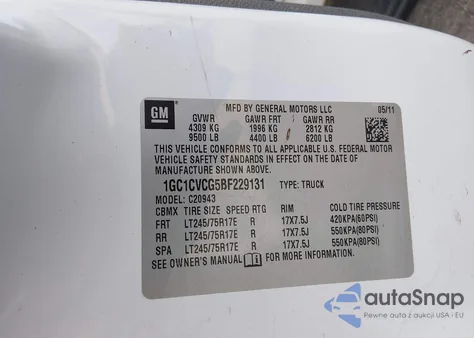 MFD BY GENERAL MOTORS LLC
GM
GVWR GAWR FRT GAWR RR 05/11
4309 KG 1996 KG 2812 KG
9500 LB 4400 LB 6200 LB
THIS VEHICLE CONFORMS TO ALL APPLICABLE U.S. FEDERAL MOTOR
VEHICLE SAFETY STANDARDS IN EFFECT ON THE DATE OF
MANUFACTURE SHOWN ABOVE.
1GC1CVCG5BF229131 TYPE: TRUCK
MODEL: C20943
CBMX TIRE SIZE SPEED RTG RIM COLD TIRE PRESSURE
FRT LT245/75R17E R 17X7.5J 420KPA(60PSI)
RR LT245/75R17E R 17X7.5J 550KPA(80PSI)
SPA LT245/75R17E R 17X7.5J 550KPA(80PSI)
SEE OWNER'S MANUAL FOR MORE INFORMATION.
autoSnap
Pewne auta z aukcji USA i EU